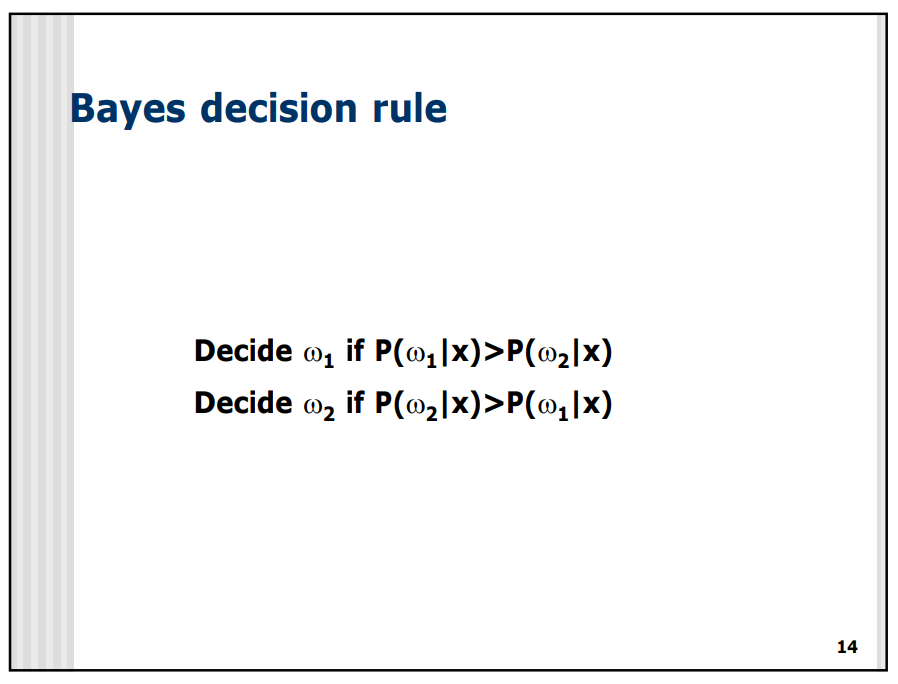 Bayes decision rule
Decide ω₁ if P(ω₁|x)>P(ω₂|x)
Decide ω₂ if P(ω₂|x)>P(ω₁|x)
14